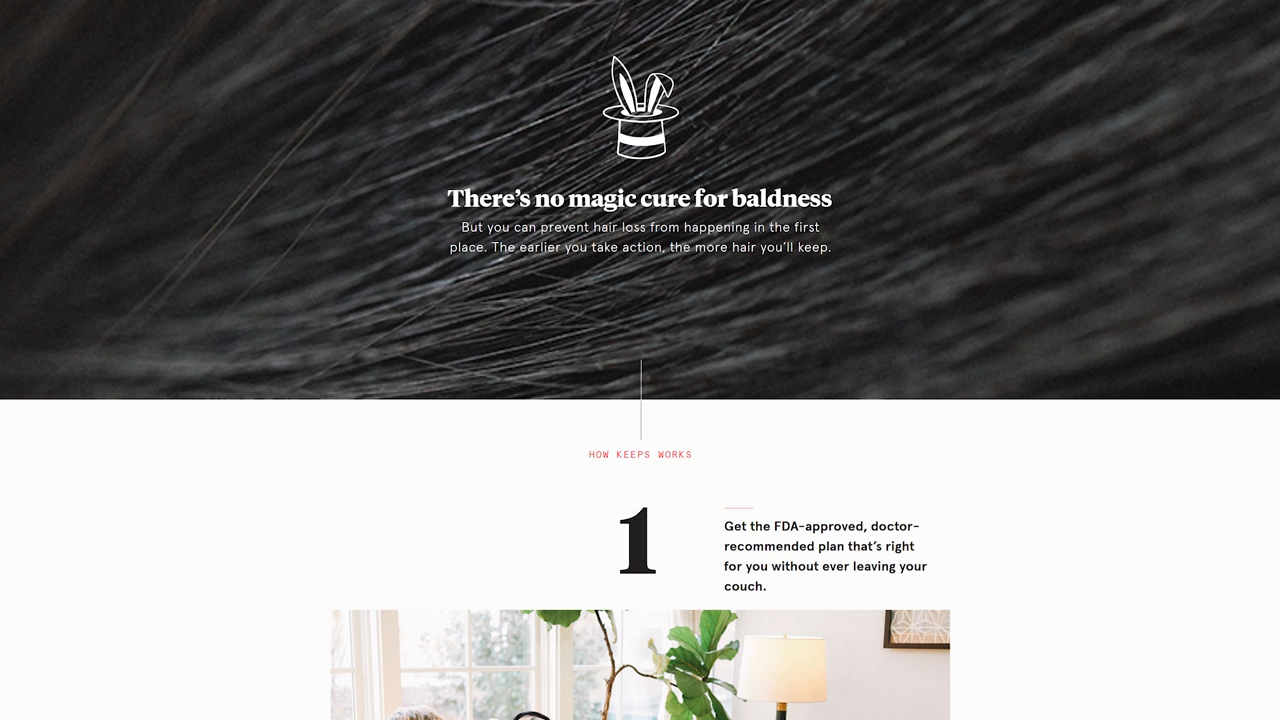 There’s no magic cure for baldness
But you can prevent hair loss from happening in the first
place. The earlier you take action, the more hair you’ll keep.
HOW KEEPS WORKS
1
Get the FDA-approved, doctor-
recommended plan that’s right
for you without ever leaving your
couch.